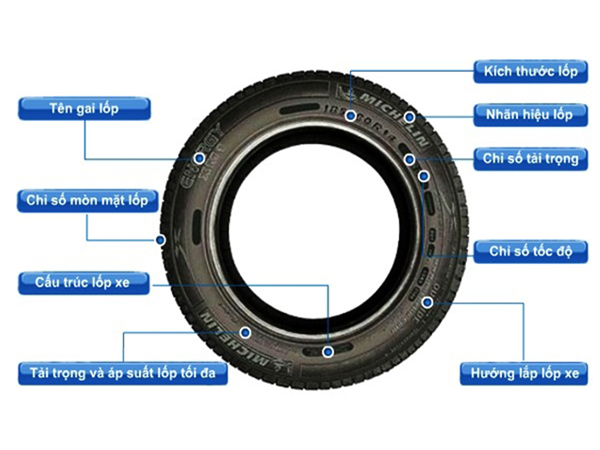 Kích thước lốp
Tên gai lốp
Nhãn hiệu lốp
Chỉ số tải trọng
Chỉ số mòn mặt lốp
Chỉ số tốc độ
Cấu trúc lốp xe
Tải trọng và áp suất lốp tối đa
Hướng lắp lốp xe
MICHELIN
ENERGY
MICHELIN